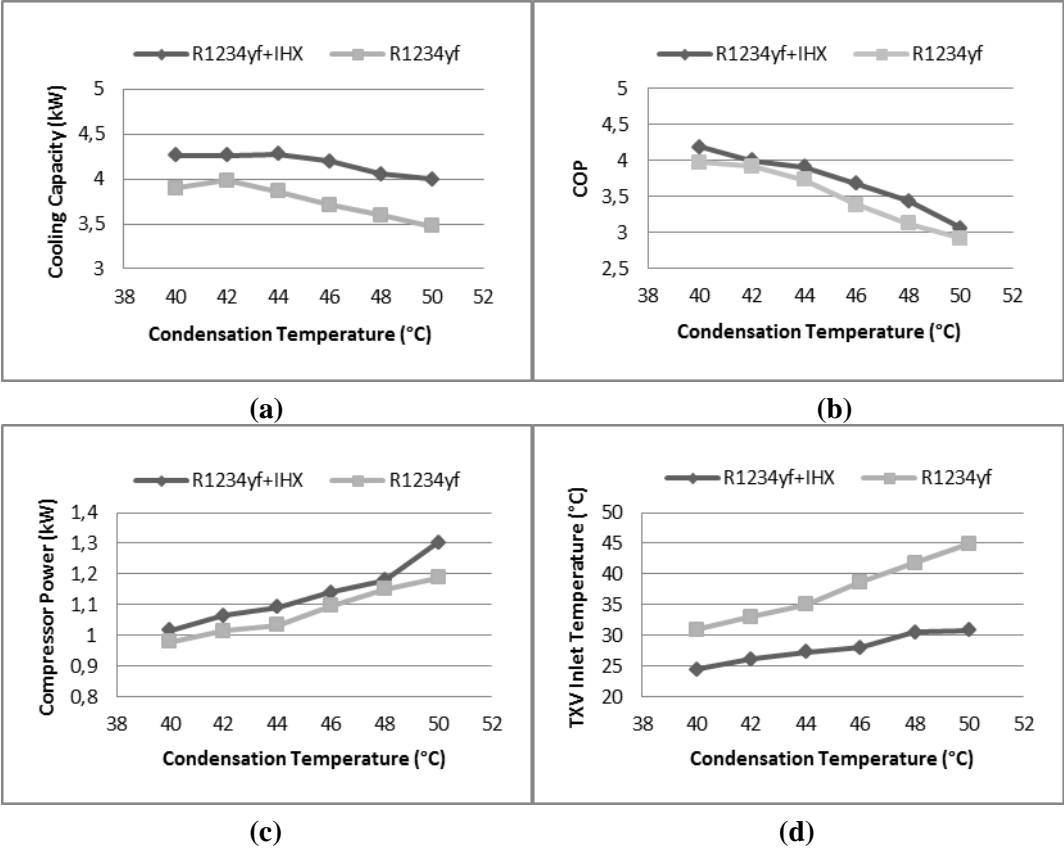 R1234yf+IHX R1234yf
Cooling Capacity (kW)
5
4,5
4
3,5
3
38 40 42 44 46 48 50 52
Condensation Temperature (°C)
(a)
R1234yf+IHX R1234yf
COP
5
4,5
4
3,5
3
2,5
38 40 42 44 46 48 50 52
Condensation Temperature (°C)
(b)
R1234yf+IHX R1234yf
Compressor Power (kW)
1,4
1,3
1,2
1,1
1
0,9
0,8
38 40 42 44 46 48 50 52
Condensation Temperature (°C)
(c)
R1234yf+IHX R1234yf
TXV Inlet Temperature (°C)
50
45
40
35
30
25
20
38 40 42 44 46 48 50 52
Condensation Temperature (°C)
(d)